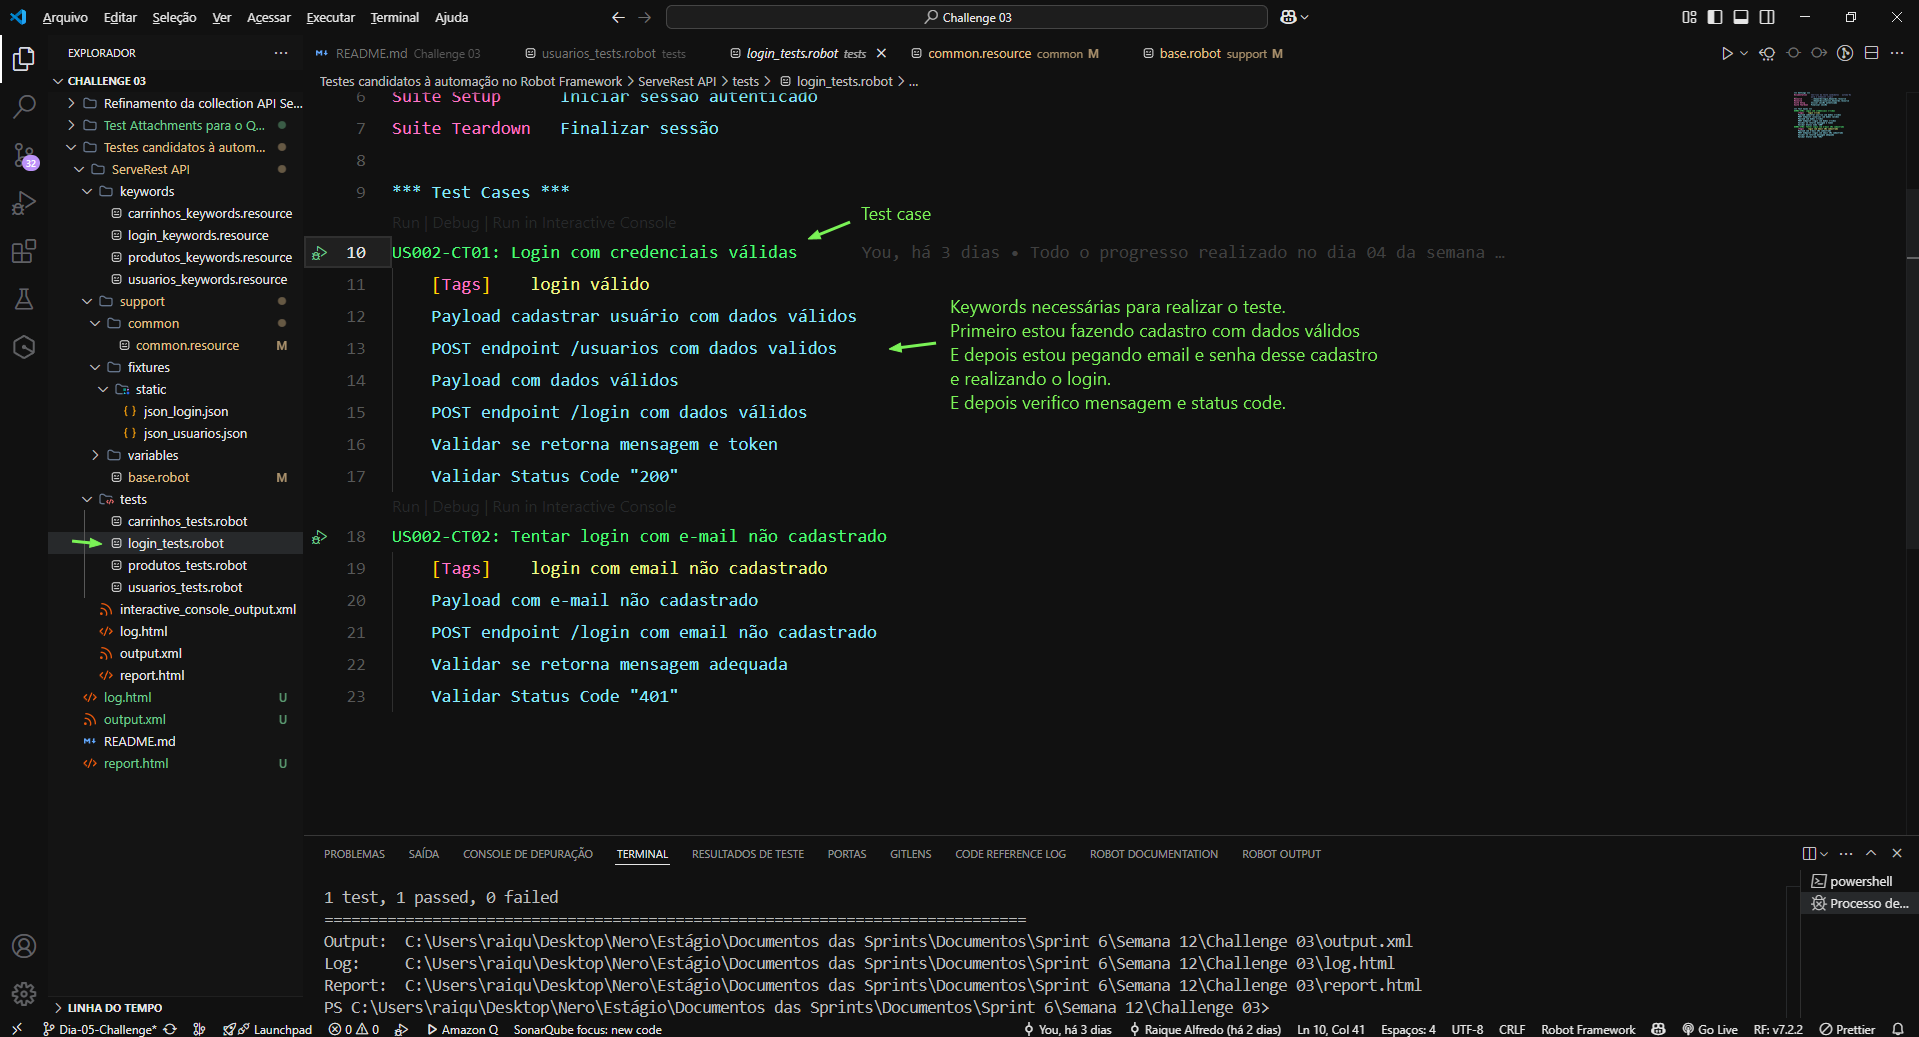 Arquivo Editar Seleção Ver Acessar Executar Terminal Ajuda
Challenge 03
EXPLORADOR
README.md Challenge 03
usuarios_tests.robot tests
login_tests.robot tests
common.resource common M
base.robot support M
Testes candidatos à automação no Robot Framework > ServeRest API > tests > login_tests.robot > ...
CHALLENGE 03
Refinamento da collection API Se...
Test Attachments para o Q...
Testes candidatos à autom...
ServeRest API
keywords
carrinhos_keywords.resource
login_keywords.resource
produtos_keywords.resource
usuarios_keywords.resource
support
common
common.resource M
fixtures
static
json_login.json
json_usuarios.json
variables
base.robot M
tests
carrinhos_tests.robot
login_tests.robot
produtos_tests.robot
usuarios_tests.robot
interactive_console_output.xml
log.html
output.xml
report.html
log.html U
output.xml U
README.md
report.html U
LINHA DO TEMPO
32
6 Suite Setup Iniciar sessão autenticado
7 Suite Teardown Finalizar sessão
8
9 *** Test Cases ***
Run | Debug | Run in Interactive Console
Test case
10 US002-CT01: Login com credenciais válidas You, há 3 dias • Todo o progresso realizado no dia 04 da semana …
11 [Tags] login válido
12 Payload cadastrar usuário com dados válidos
13 POST endpoint /usuarios com dados validos
14 Payload com dados válidos
15 POST endpoint /login com dados válidos
16 Validar se retorna mensagem e token
17 Validar Status Code "200"
Keywords necessárias para realizar o teste.
Primeiro estou fazendo cadastro com dados válidos
E depois estou pegando email e senha desse cadastro
e realizando o login.
E depois verifico mensagem e status code.
Run | Debug | Run in Interactive Console
18 US002-CT02: Tentar login com e-mail não cadastrado
19 [Tags] login com email não cadastrado
20 Payload com e-mail não cadastrado
21 POST endpoint /login com email não cadastrado
22 Validar se retorna mensagem adequada
23 Validar Status Code "401"
PROBLEMAS SAÍDA CONSOLE DE DEPURAÇÃO TERMINAL RESULTADOS DE TESTE PORTAS GITLENS CODE REFERENCE LOG ROBOT DOCUMENTATION ROBOT OUTPUT
powershell
Processo de...
1 test, 1 passed, 0 failed
==============================================================================
Output: C:\Users\raiqu\Desktop\Nero\Estágio\Documentos das Sprints\Documentos\Sprint 6\Semana 12\Challenge 03\output.xml
Log: C:\Users\raiqu\Desktop\Nero\Estágio\Documentos das Sprints\Documentos\Sprint 6\Semana 12\Challenge 03\log.html
Report: C:\Users\raiqu\Desktop\Nero\Estágio\Documentos das Sprints\Documentos\Sprint 6\Semana 12\Challenge 03\report.html
PS C:\Users\raiqu\Desktop\Nero\Estágio\Documentos das Sprints\Documentos\Sprint 6\Semana 12\Challenge 03>
Dia-05-Challenge* Launchpad 0 0 Amazon Q SonarQube focus: new code You, há 3 dias Raique Alfredo (há 2 dias) Ln 10, Col 41 Espaços: 4 UTF-8 CRLF Robot Framework Go Live RF: v7.2.2 Prettier